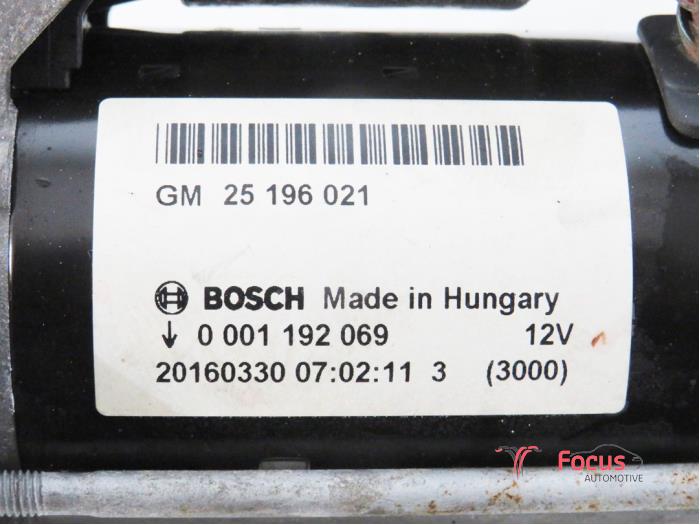 GM 25 196 021
BOSCH Made in Hungary
↓ 0 001 192 069 12V
20160330 07:02:11 3 (3000)
Focus
AUTOMOTIVE